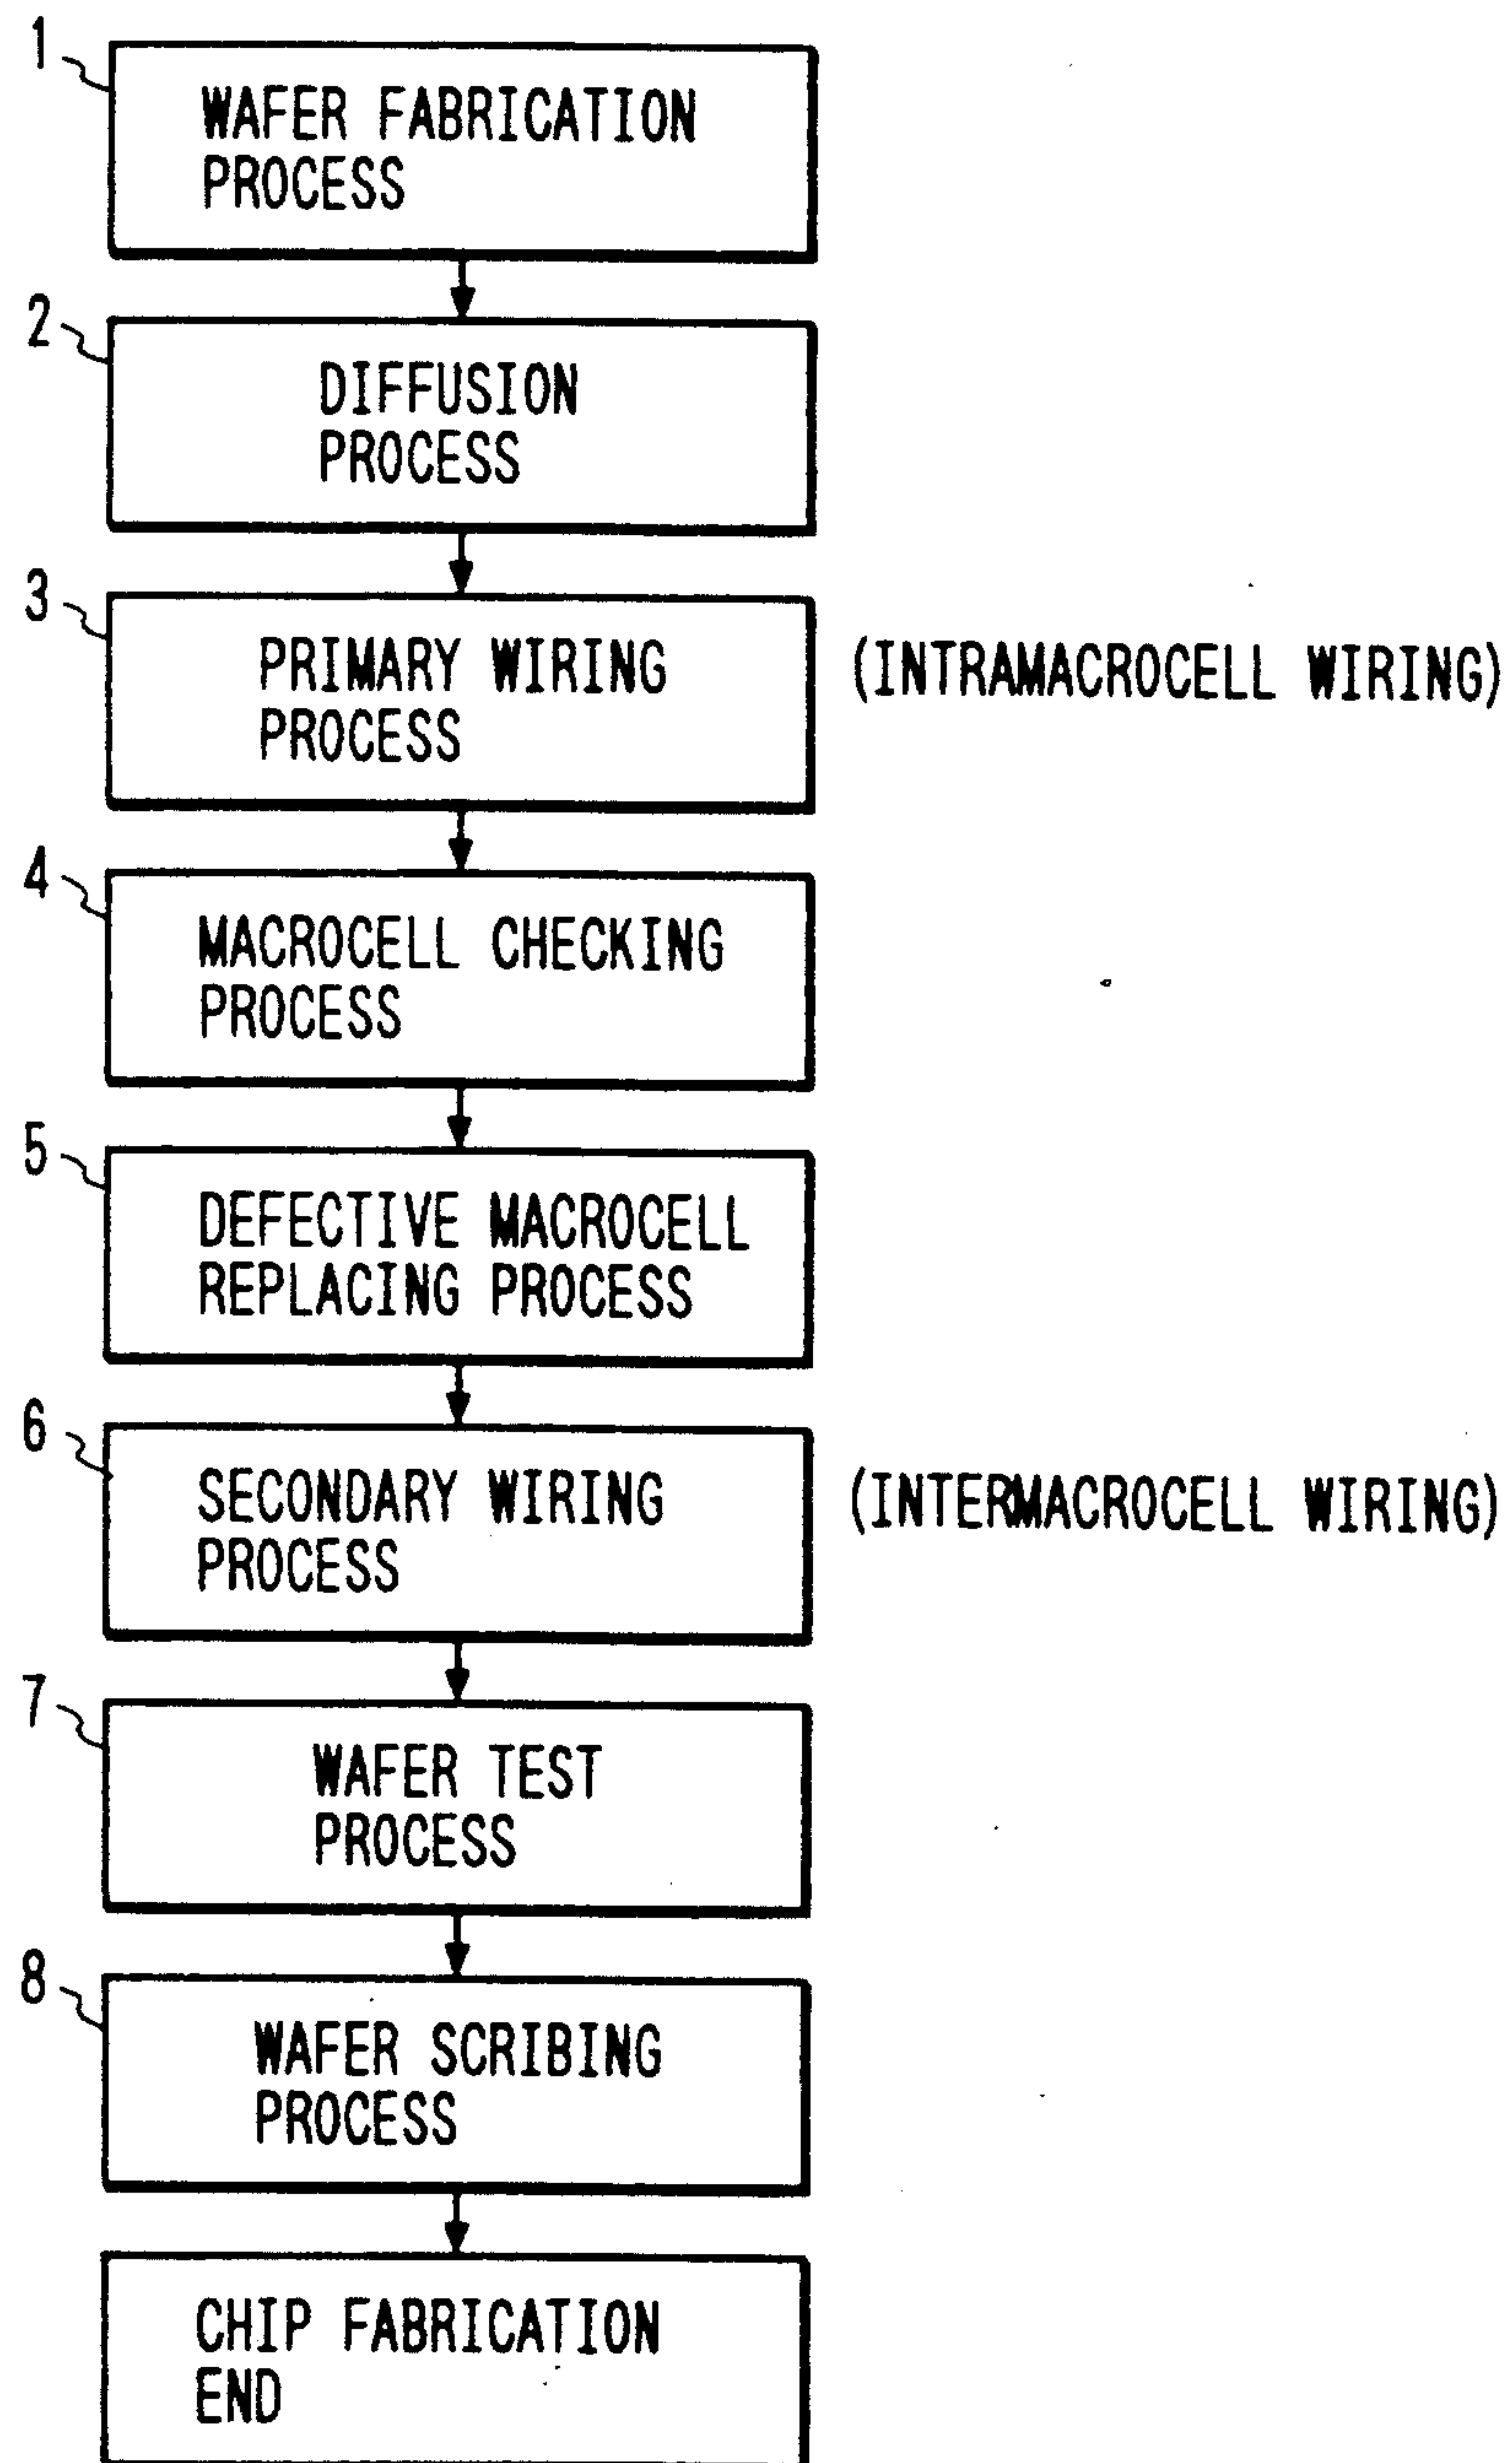 1
WAFER FABRICATION
PROCESS
2
DIFFUSION
PROCESS
3
PRIMARY WIRING
PROCESS
(INTRAMACROCELL WIRING)
4
MACROCELL CHECKING
PROCESS
5
DEFECTIVE MACROCELL
REPLACING PROCESS
6
SECONDARY WIRING
PROCESS
(INTERMACROCELL WIRING)
7
WAFER TEST
PROCESS
8
WAFER SCRIBING
PROCESS
CHIP FABRICATION
END